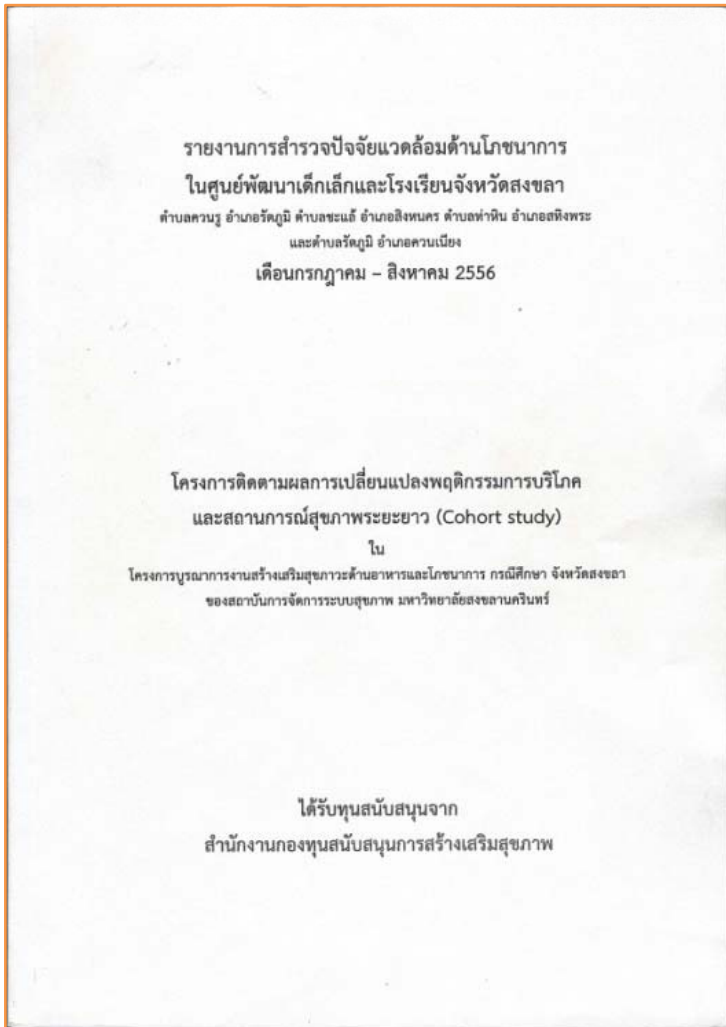 รายงานการสำรวจปัจจัยแวดล้อมด้านโภชนาการ
ในศูนย์พัฒนาเด็กเล็กและโรงเรียนจังหวัดสงขลา
ตำบลควนรู อำเภอรัตภูมิ ตำบลชะแล้ อำเภอสิงหนคร ตำบลท่าหิน อำเภอสทิงพระ
และตำบลรัตภูมิ อำเภอควนเนียง
เดือนกรกฎาคม – สิงหาคม 2556
โครงการติดตามผลการเปลี่ยนแปลงพฤติกรรมการบริโภค
และสถานการณ์สุขภาพระยะยาว (Cohort study)
ใน
โครงการบูรณาการงานสร้างเสริมสุขภาวะด้านอาหารและโภชนาการ กรณีศึกษา จังหวัดสงขลา
ของสถาบันการจัดการระบบสุขภาพ มหาวิทยาลัยสงขลานครินทร์
ได้รับทุนสนับสนุนจาก
สำนักงานกองทุนสนับสนุนการสร้างเสริมสุขภาพ